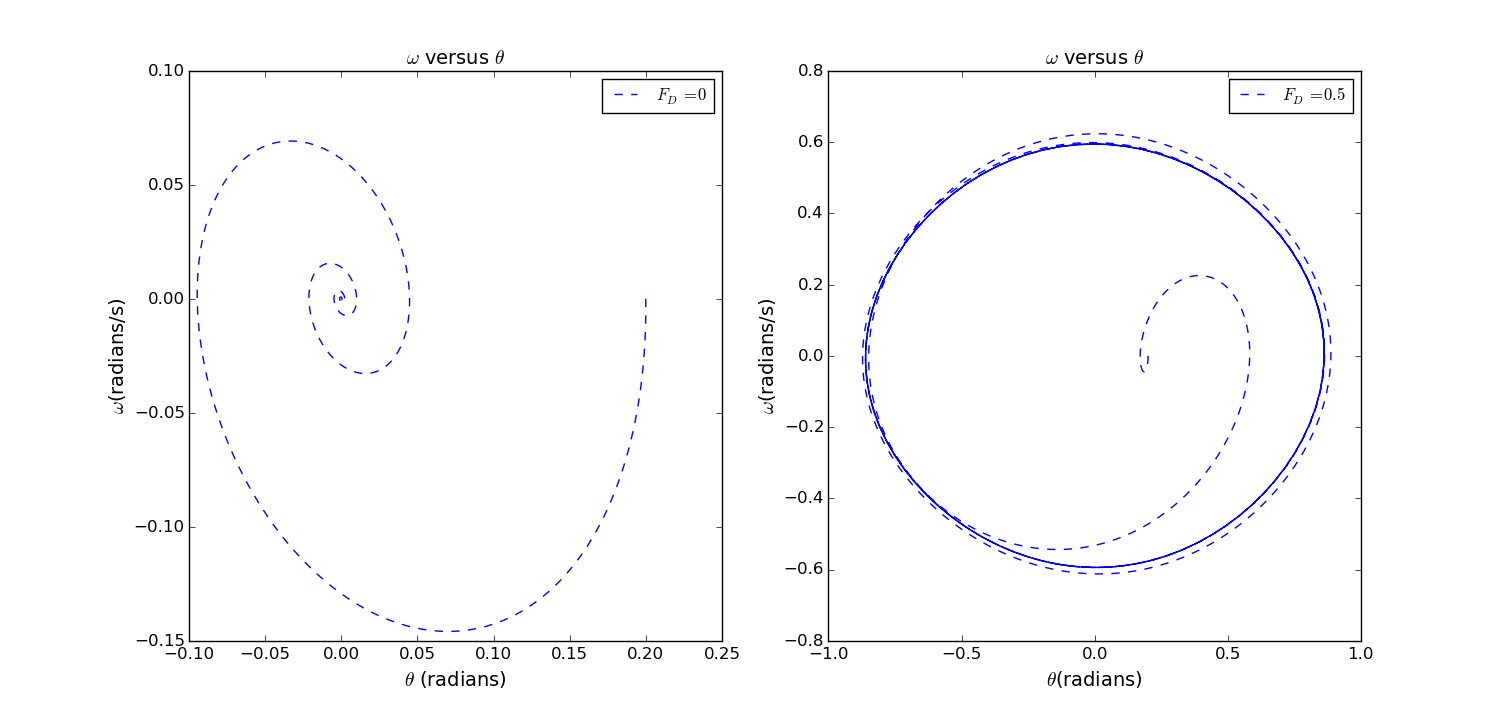 ω versus θ
F_D =0
0.10
0.05
0.00
−0.05
−0.10
−0.15
ω(radians/s)
−0.10 −0.05 0.00 0.05 0.10 0.15 0.20 0.25
θ (radians)
ω versus θ
F_D =0.5
0.8
0.6
0.4
0.2
0.0
−0.2
−0.4
−0.6
−0.8
ω(radians/s)
−1.0 −0.5 0.0 0.5 1.0
θ(radians)